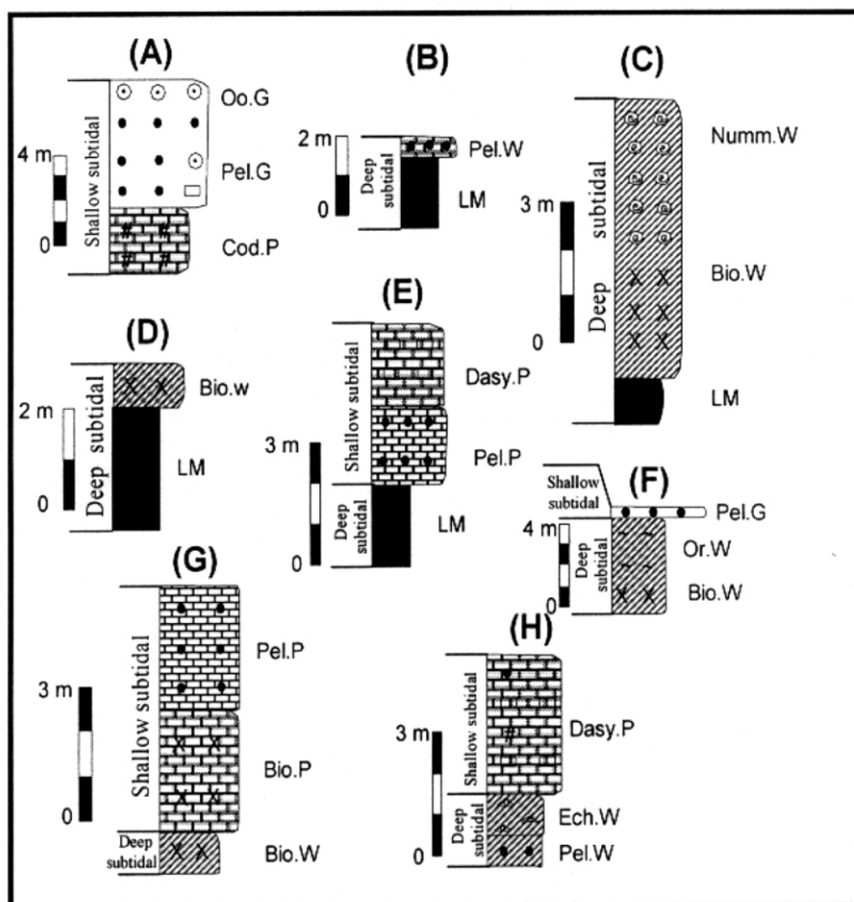 (A)
Shallow subtidal
4 m
0
Oo.G
Pel.G
Cod.P
(B)
2 m
0
Deep
subtidal
Pel.W
LM
(C)
3 m
0
Deep subtidal
Numm.W
Bio.W
LM
(D)
2 m
0
Deep subtidal
Bio.w
LM
(E)
3 m
0
Shallow subtidal
Deep
subtidal
Dasy.P
Pel.P
LM
(F)
Shallow
subtidal
4 m
0
Deep
subtidal
Pel.G
Or.W
Bio.W
(G)
3 m
0
Shallow subtidal
Deep
subtidal
Pel.P
Bio.P
Bio.W
(H)
3 m
0
Shallow subtidal
Deep
subtidal
Dasy.P
Ech.W
Pel.W